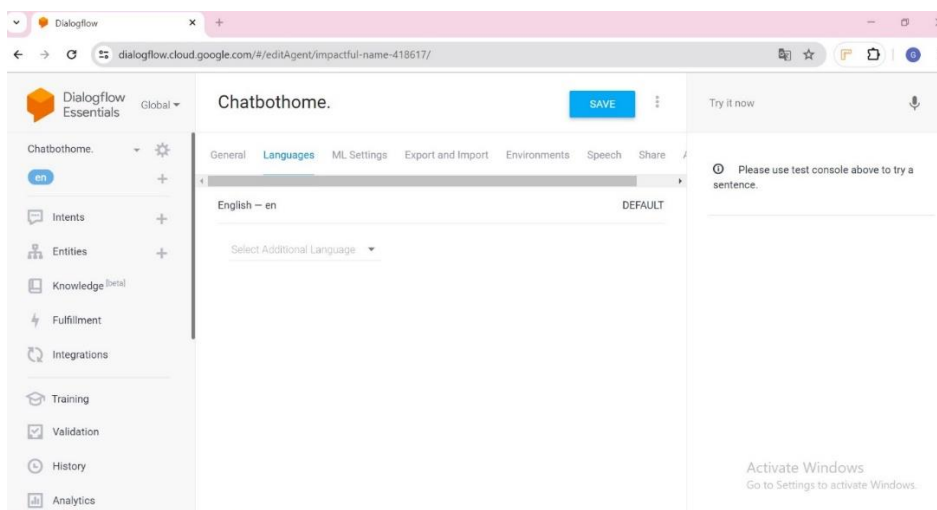 Dialogflow
dialogflow.cloud.google.com/#/editAgent/impactful-name-418617/
G
Dialogflow
Essentials
Global
Chatbothome.
SAVE
Try it now
Chatbothome.
en
Intents
Entities
Knowledge [beta]
Fulfillment
Integrations
Training
Validation
History
Analytics
General Languages ML Settings Export and Import Environments Speech Share
English — en DEFAULT
Select Additional Language
Please use test console above to try a
sentence.
Activate Windows
Go to Settings to activate Windows.